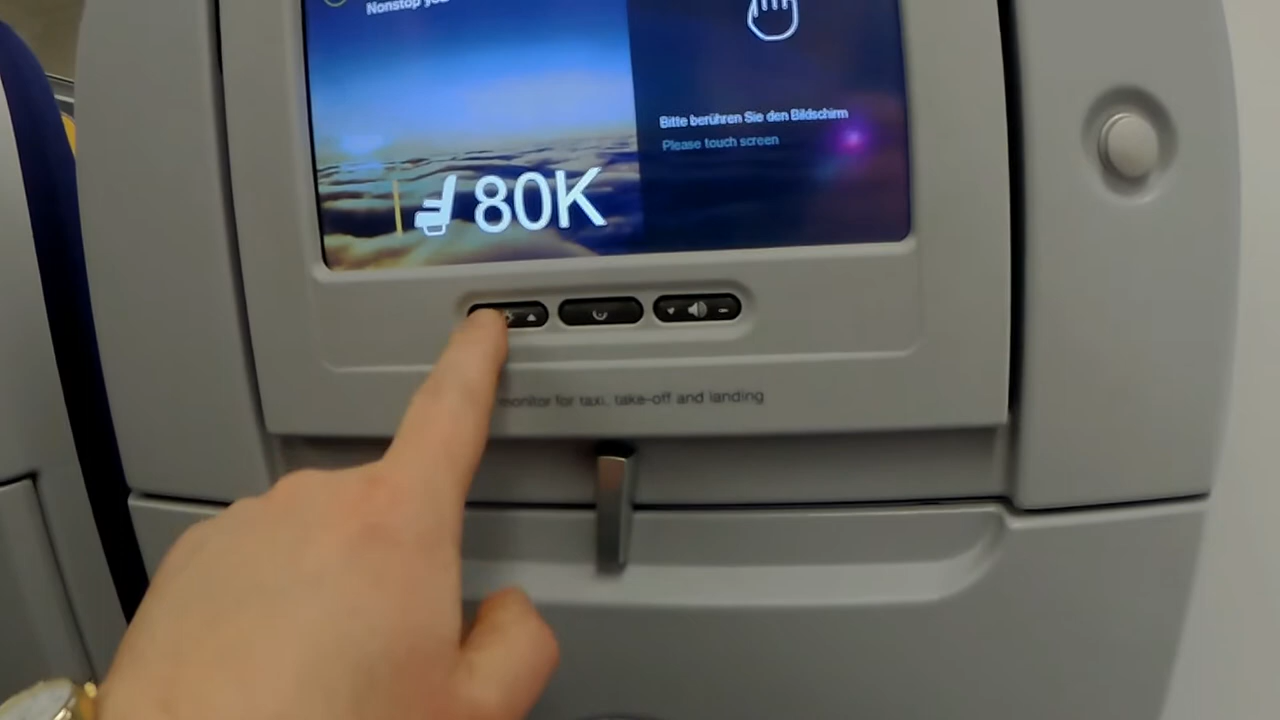 Nonstop you
Bitte berühren Sie den Bildschirm
Please touch screen
80K
monitor for taxi, take-off and landing